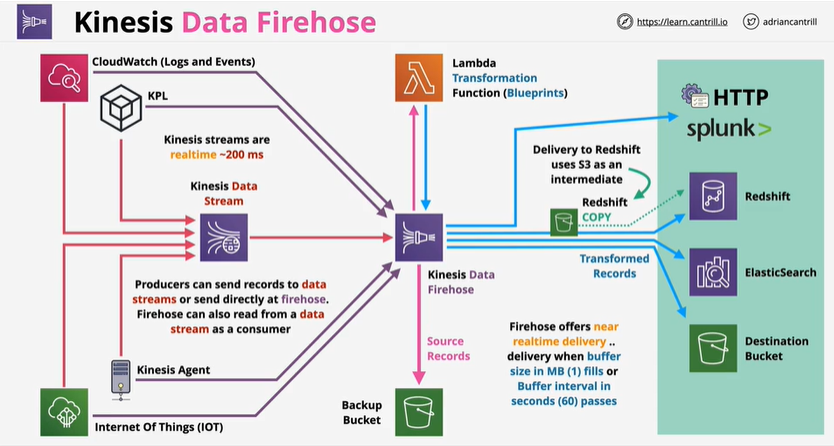 Kinesis Data Firehose
https://learn.cantrill.io
adriancantrill
CloudWatch (Logs and Events)
KPL
Kinesis streams are
realtime ~200 ms
Kinesis Data
Stream
Producers can send records to data
streams or send directly at firehose.
Firehose can also read from a data
stream as a consumer
Kinesis Agent
Internet Of Things (IOT)
Lambda
Transformation
Function (Blueprints)
Kinesis Data
Firehose
Source
Records
Backup
Bucket
Delivery to Redshift
uses S3 as an
intermediate
Redshift
COPY
Transformed
Records
Firehose offers near
realtime delivery ..
delivery when buffer
size in MB (1) fills or
Buffer interval in
seconds (60) passes
HTTP
splunk>
Redshift
ElasticSearch
Destination
Bucket